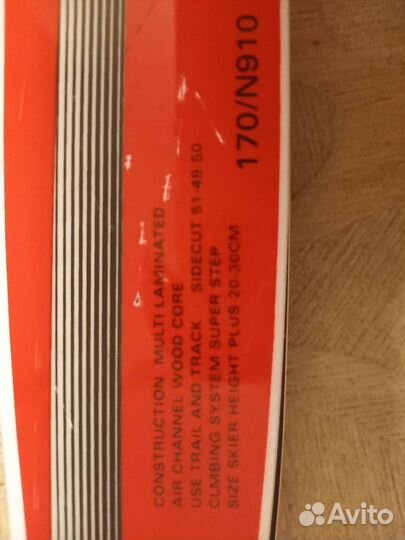 CONSTRUCTION MULTI LAMINATED
AIR CHANNEL WOOD CORE
USE TRAIL AND TRACK · SIDECUT 51-49-50
CLMBING SYSTEM SUPER STEP
SIZE SKIER HEIGHT PLUS 20-30CM
170/N910
Avito